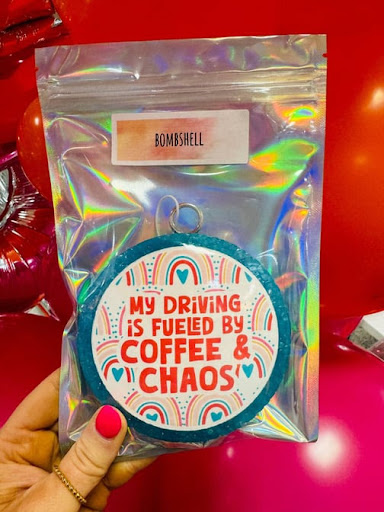 BOMBSHELL
MY DRIVING
iS FUELED BY
COFFEE &
CHAOS